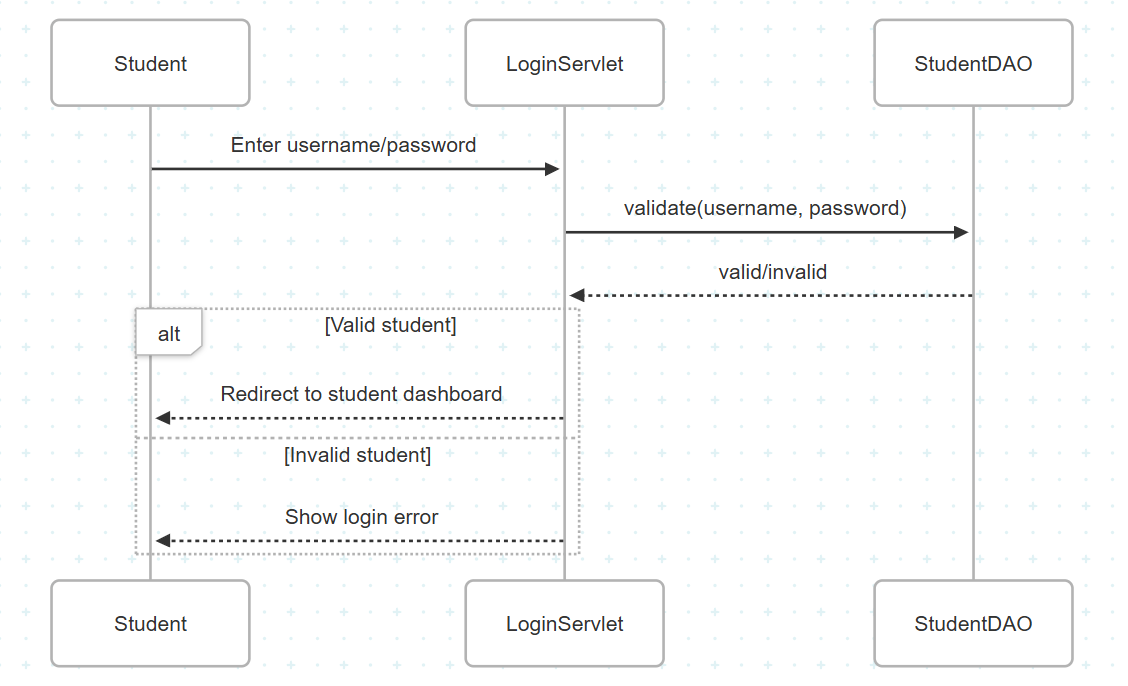 Student
LoginServlet
StudentDAO
Enter username/password
validate(username, password)
valid/invalid
alt
[Valid student]
Redirect to student dashboard
[Invalid student]
Show login error
Student
LoginServlet
StudentDAO